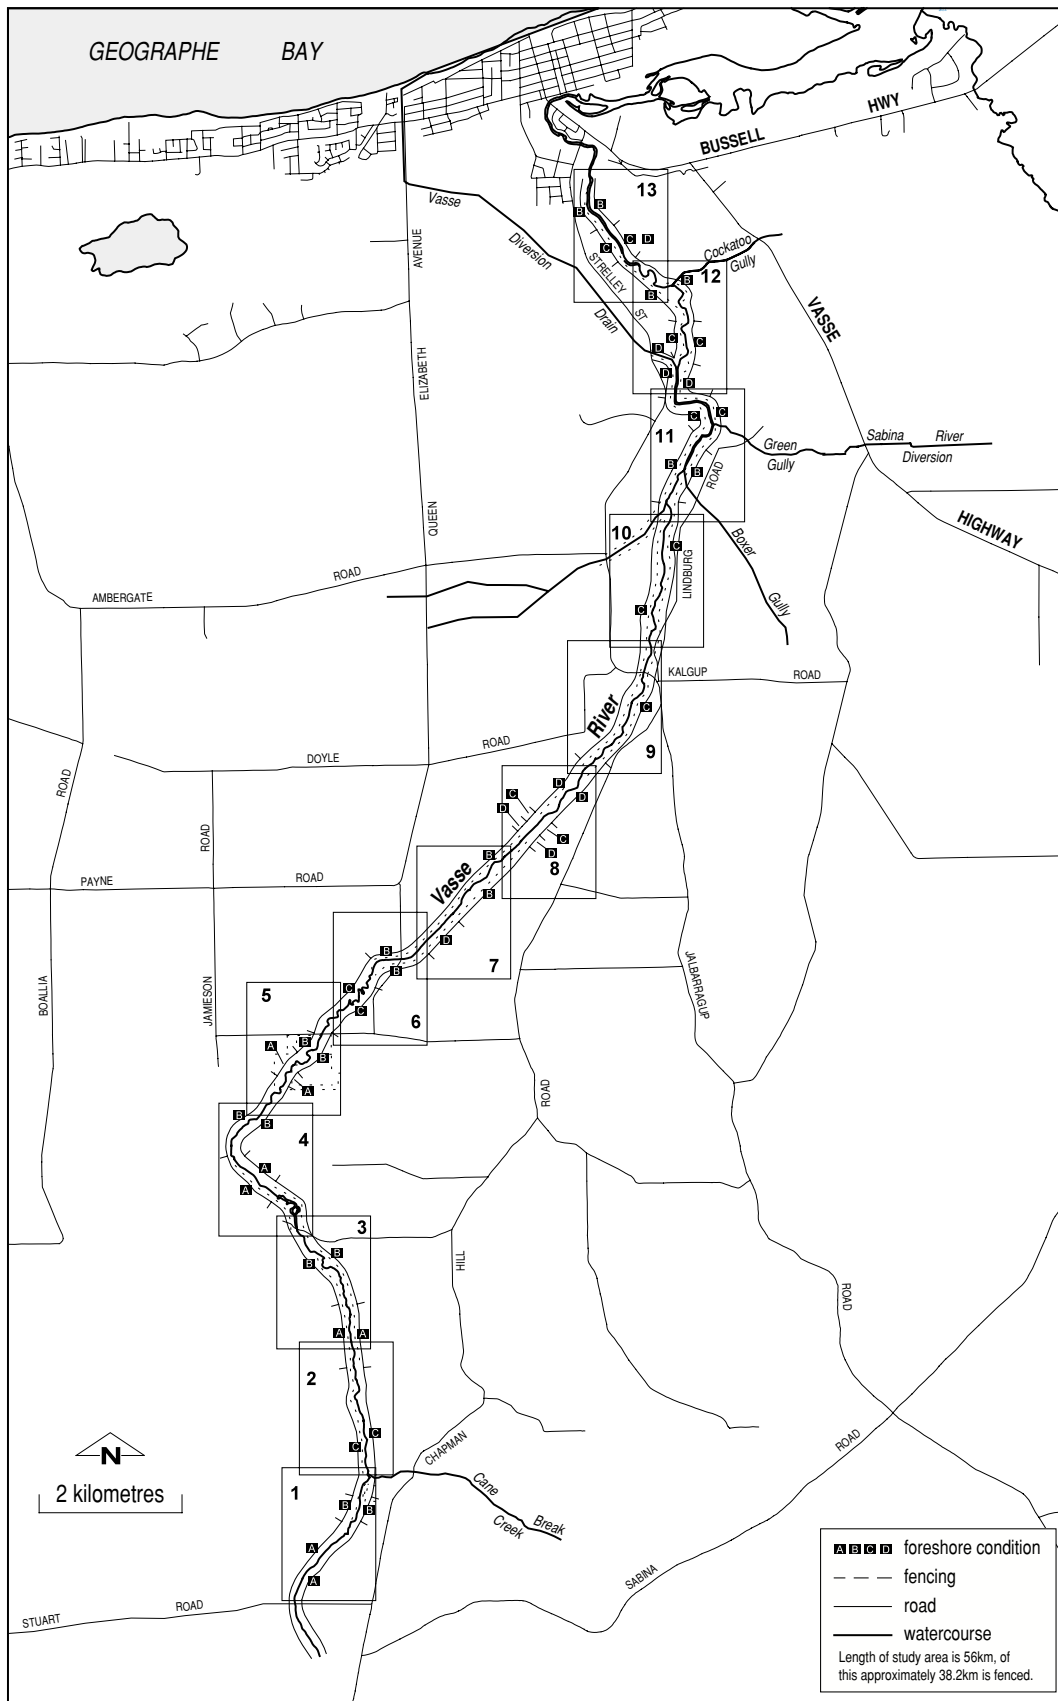 GEOGRAPHE BAY
BUSSELL HWY
13
Vasse Diversion Drain
Cockatoo Gully
12
AVENUE
STRELLEY ST
VASSE
ELIZABETH
11
Green Gully
Sabina River Diversion
ROAD
QUEEN
10
Boxer Gully
HIGHWAY
AMBERGATE ROAD
LINDBURG
KALGUP ROAD
River
DOYLE ROAD
9
ROAD
ROAD
8
PAYNE ROAD
Vasse
7
BOALLIA
JAMIESON
5
6
JALBARRAGUP
ROAD
4
3
HILL
ROAD
2
CHAPMAN
ROAD
N
2 kilometres
1
Cane Break Creek
SABINA
STUART ROAD
B
B
C
C D
B
B
C
C
D
D
D
C
C
B
B
C
C
C
D
D
C
D
C
D
B
B
D
B
B
C
C
A
B
B
A
B
B
A
A
B
B
A
A
C
C
B
B
A
A
A B C D foreshore condition
fencing
road
watercourse
Length of study area is 56km, of
this approximately 38.2km is fenced.